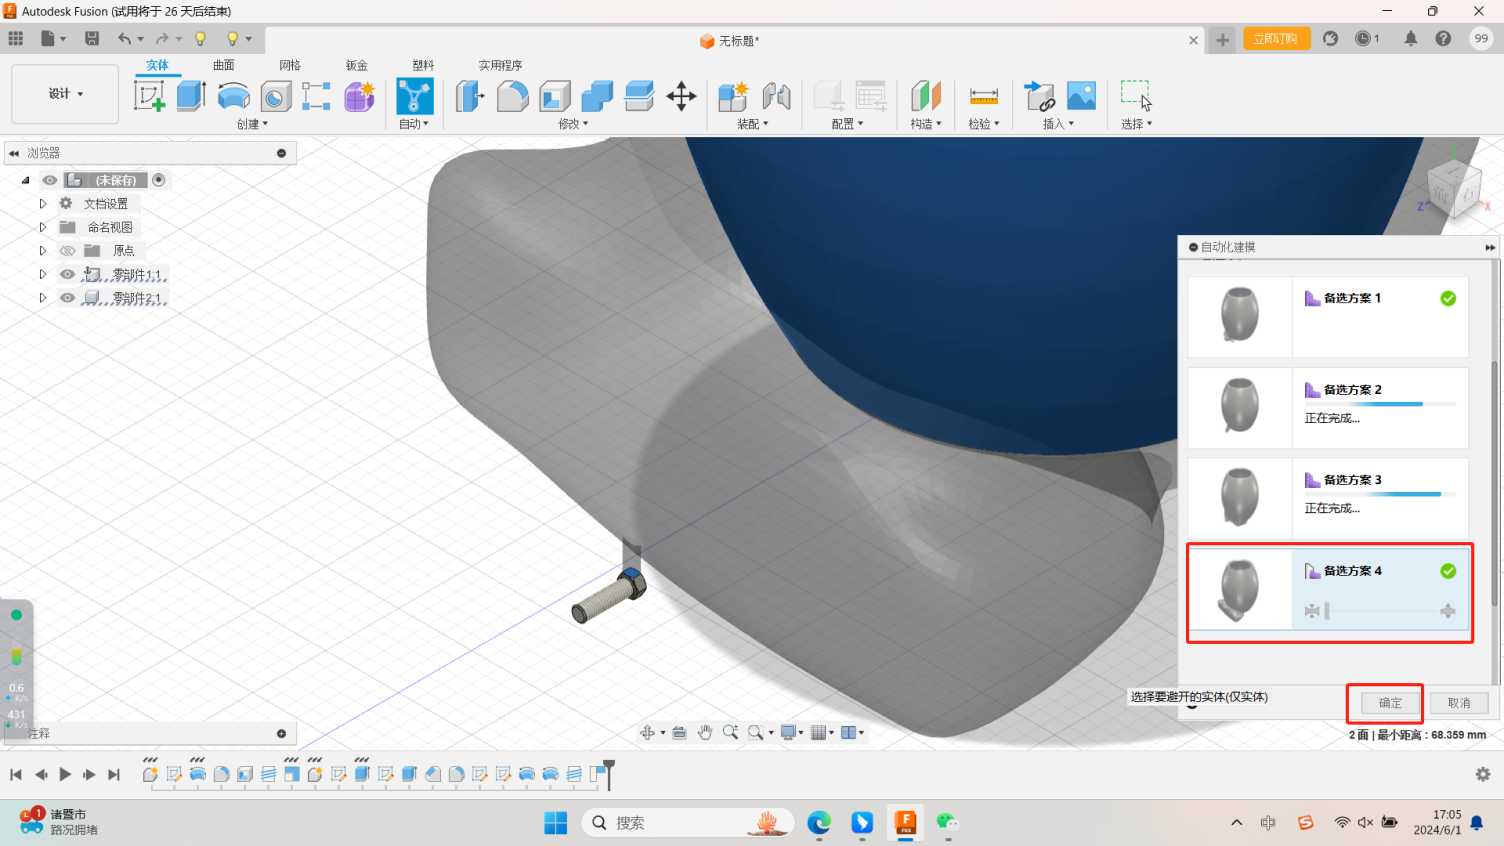 Autodesk Fusion (试用将于 26 天后结束)
无标题*
立即订购
1
99
设计
实体
曲面
网格
钣金
塑料
实用程序
创建
自动
修改
装配
配置
构造
检验
插入
选择
浏览器
(未保存)
文档设置
命名视图
原点
零部件1:1
零部件2:1
Z
X
自动化建模
备选方案 1
备选方案 2
正在完成...
备选方案 3
正在完成...
备选方案 4
选择要避开的实体(仅实体)
确定
取消
2 面 | 最小距离 : 68.359 mm
0.6
K/s
431
K/s
注释
1
诸暨市
路况拥堵
搜索
中
17:05
2024/6/1